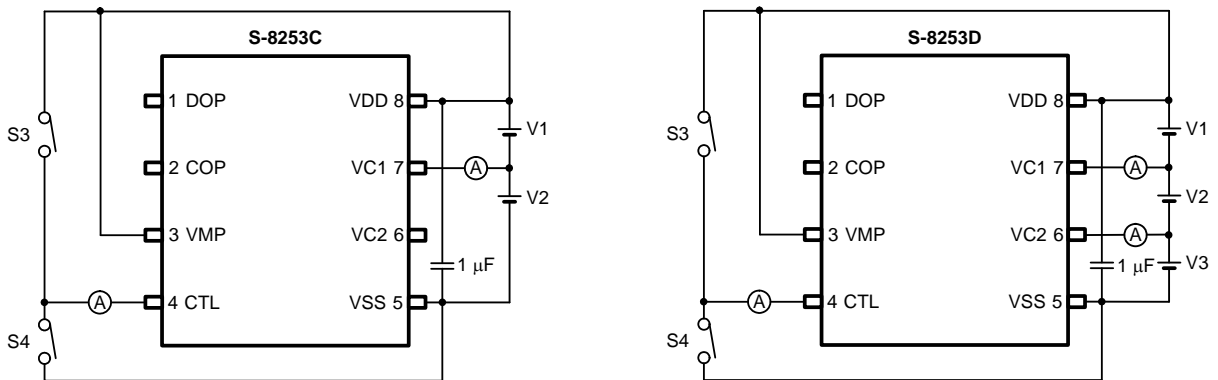 S-8253C
1 DOP
VDD 8
V1
S3
A
2 COP
VC1 7
V2
3 VMP
VC2 6
1 μF
A
4 CTL
VSS 5
S4
S-8253D
1 DOP
VDD 8
V1
S3
A
2 COP
VC1 7
V2
A
3 VMP
VC2 6
1 μF
V3
A
4 CTL
VSS 5
S4